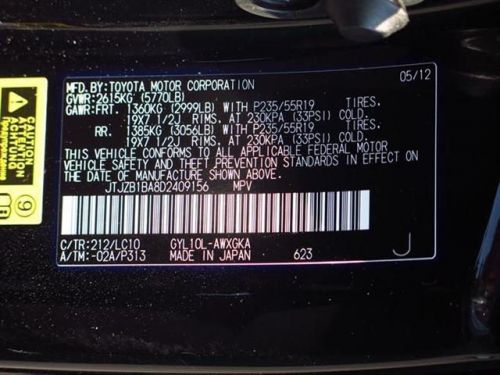 MFD. BY: TOYOTA MOTOR CORPORATION 05/12
GVWR: 2615KG (5770LB)
GAWR: FRT. 1360KG (2999LB) WITH P235/55R19 TIRES,
19X7 1/2J RIMS, AT 230KPA (33PSI) COLD.
RR. 1385KG (3056LB) WITH P235/55R19 TIRES,
19X7 1/2J RIMS, AT 230KPA (33PSI) COLD.
THIS VEHICLE CONFORMS TO ALL APPLICABLE FEDERAL MOTOR
VEHICLE SAFETY AND THEFT PREVENTION STANDARDS IN EFFECT ON
THE DATE OF MANUFACTURE SHOWN ABOVE.
JTJZB1BA8D2409156 MPV
C/TR: 212/LC10 GYL10L-AWXGKA J
A/TM: -02A/P313 MADE IN JAPAN 623
CAUTION
9